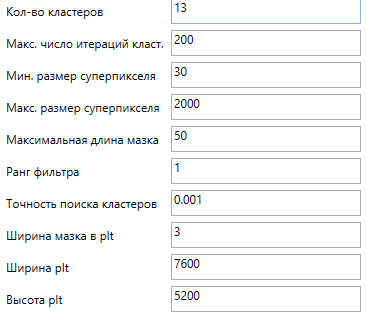 Кол-во кластеров 13
Макс. число итераций класт. 200
Мин. размер суперпикселя 30
Макс. размер суперпикселя 2000
Максимальная длина мазка 50
Ранг фильтра 1
Точность поиска кластеров 0.001
Ширина мазка в plt 3
Ширина plt 7600
Высота plt 5200